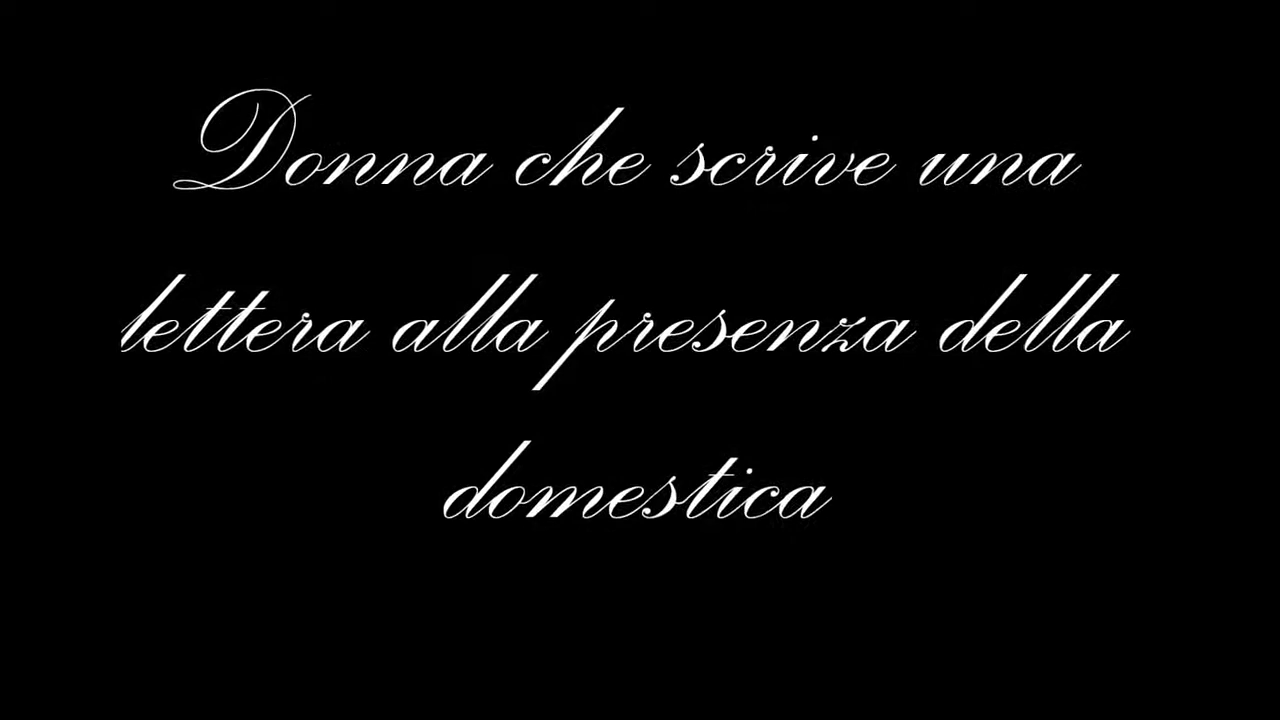 Donna che scrive una
lettera alla presenza della
domestica